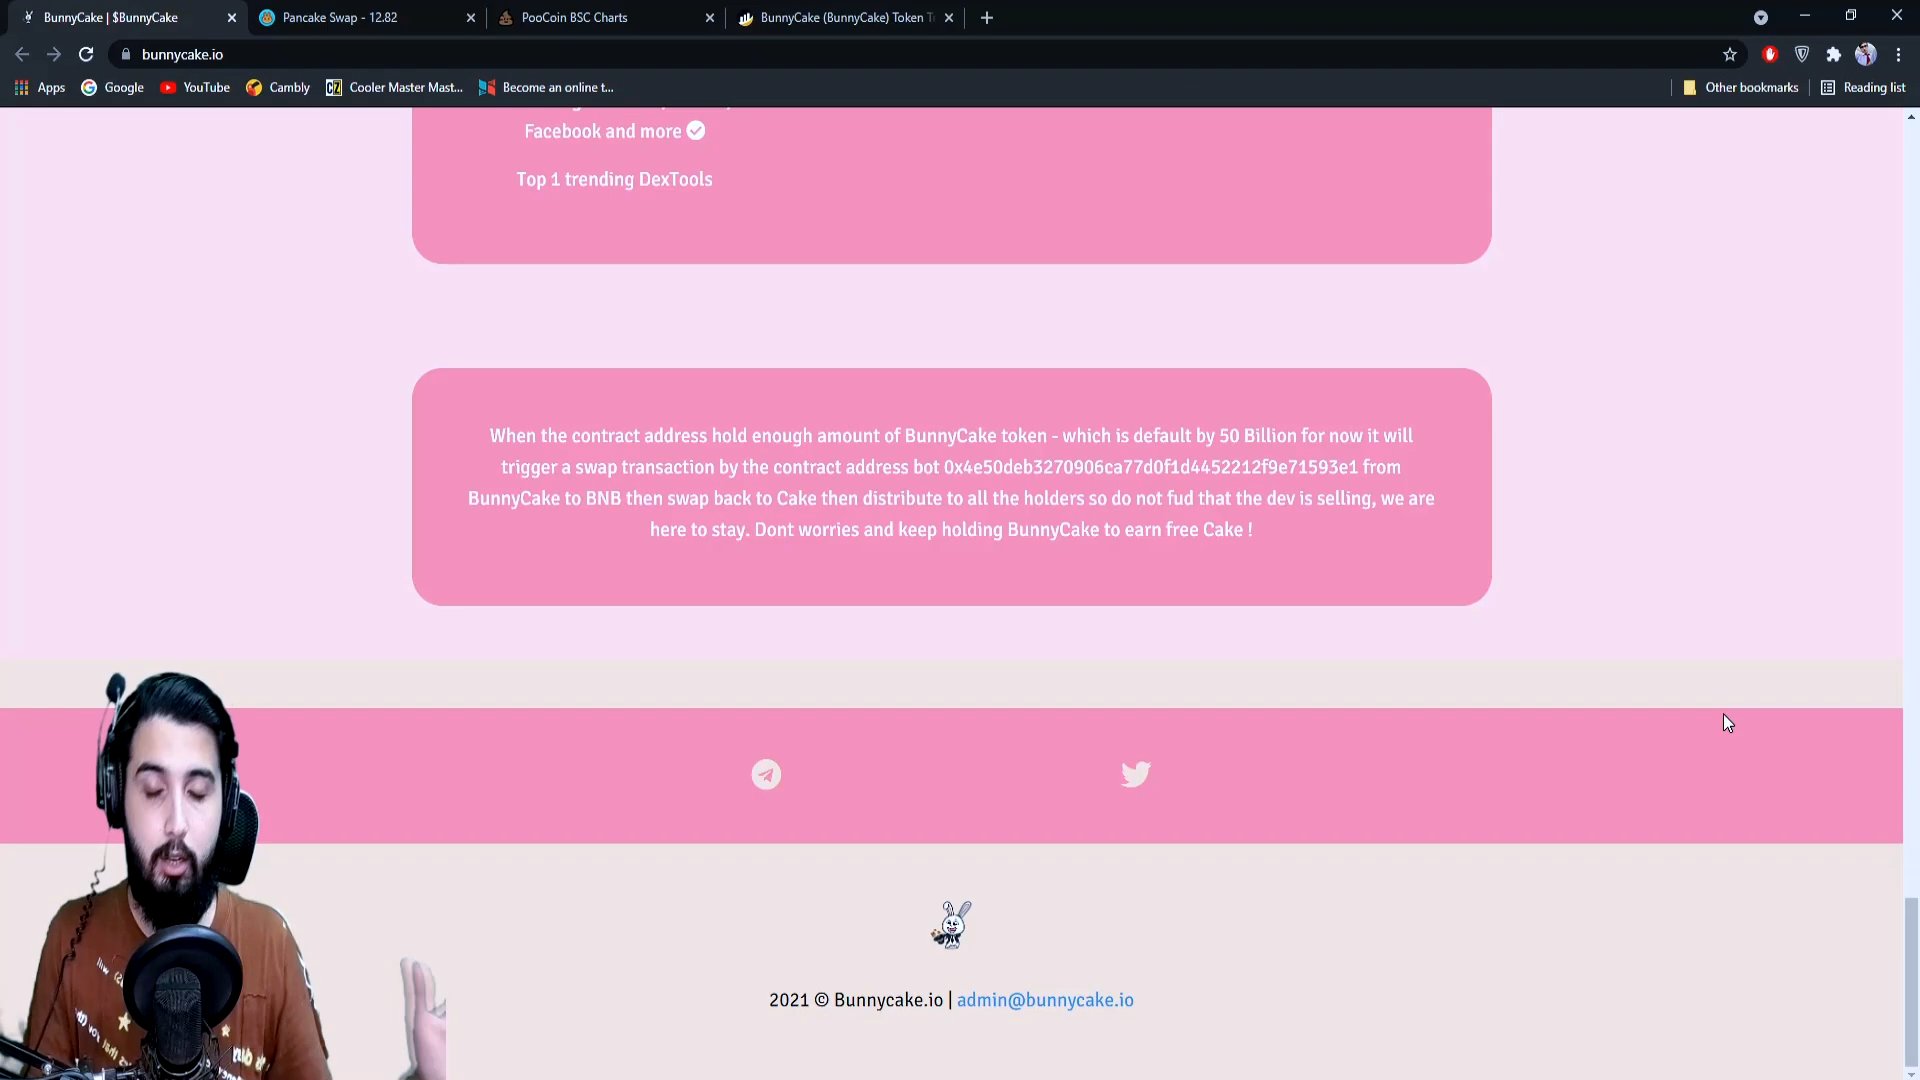 BunnyCake | $BunnyCake
Pancake Swap - 12.82
PooCoin BSC Charts
BunnyCake (BunnyCake) Token T
bunnycake.io
Apps
Google
YouTube
Cambly
Cooler Master Mast...
Become an online t...
Other bookmarks
Reading list
Facebook and more
Top 1 trending DexTools
When the contract address hold enough amount of BunnyCake token - which is default by 50 Billion for now it will
trigger a swap transaction by the contract address bot 0x4e50deb3270906ca77d0f1d4452212f9e71593e1 from
BunnyCake to BNB then swap back to Cake then distribute to all the holders so do not fud that the dev is selling, we are
here to stay. Dont worries and keep holding BunnyCake to earn free Cake !
2021 © Bunnycake.io | admin@bunnycake.io